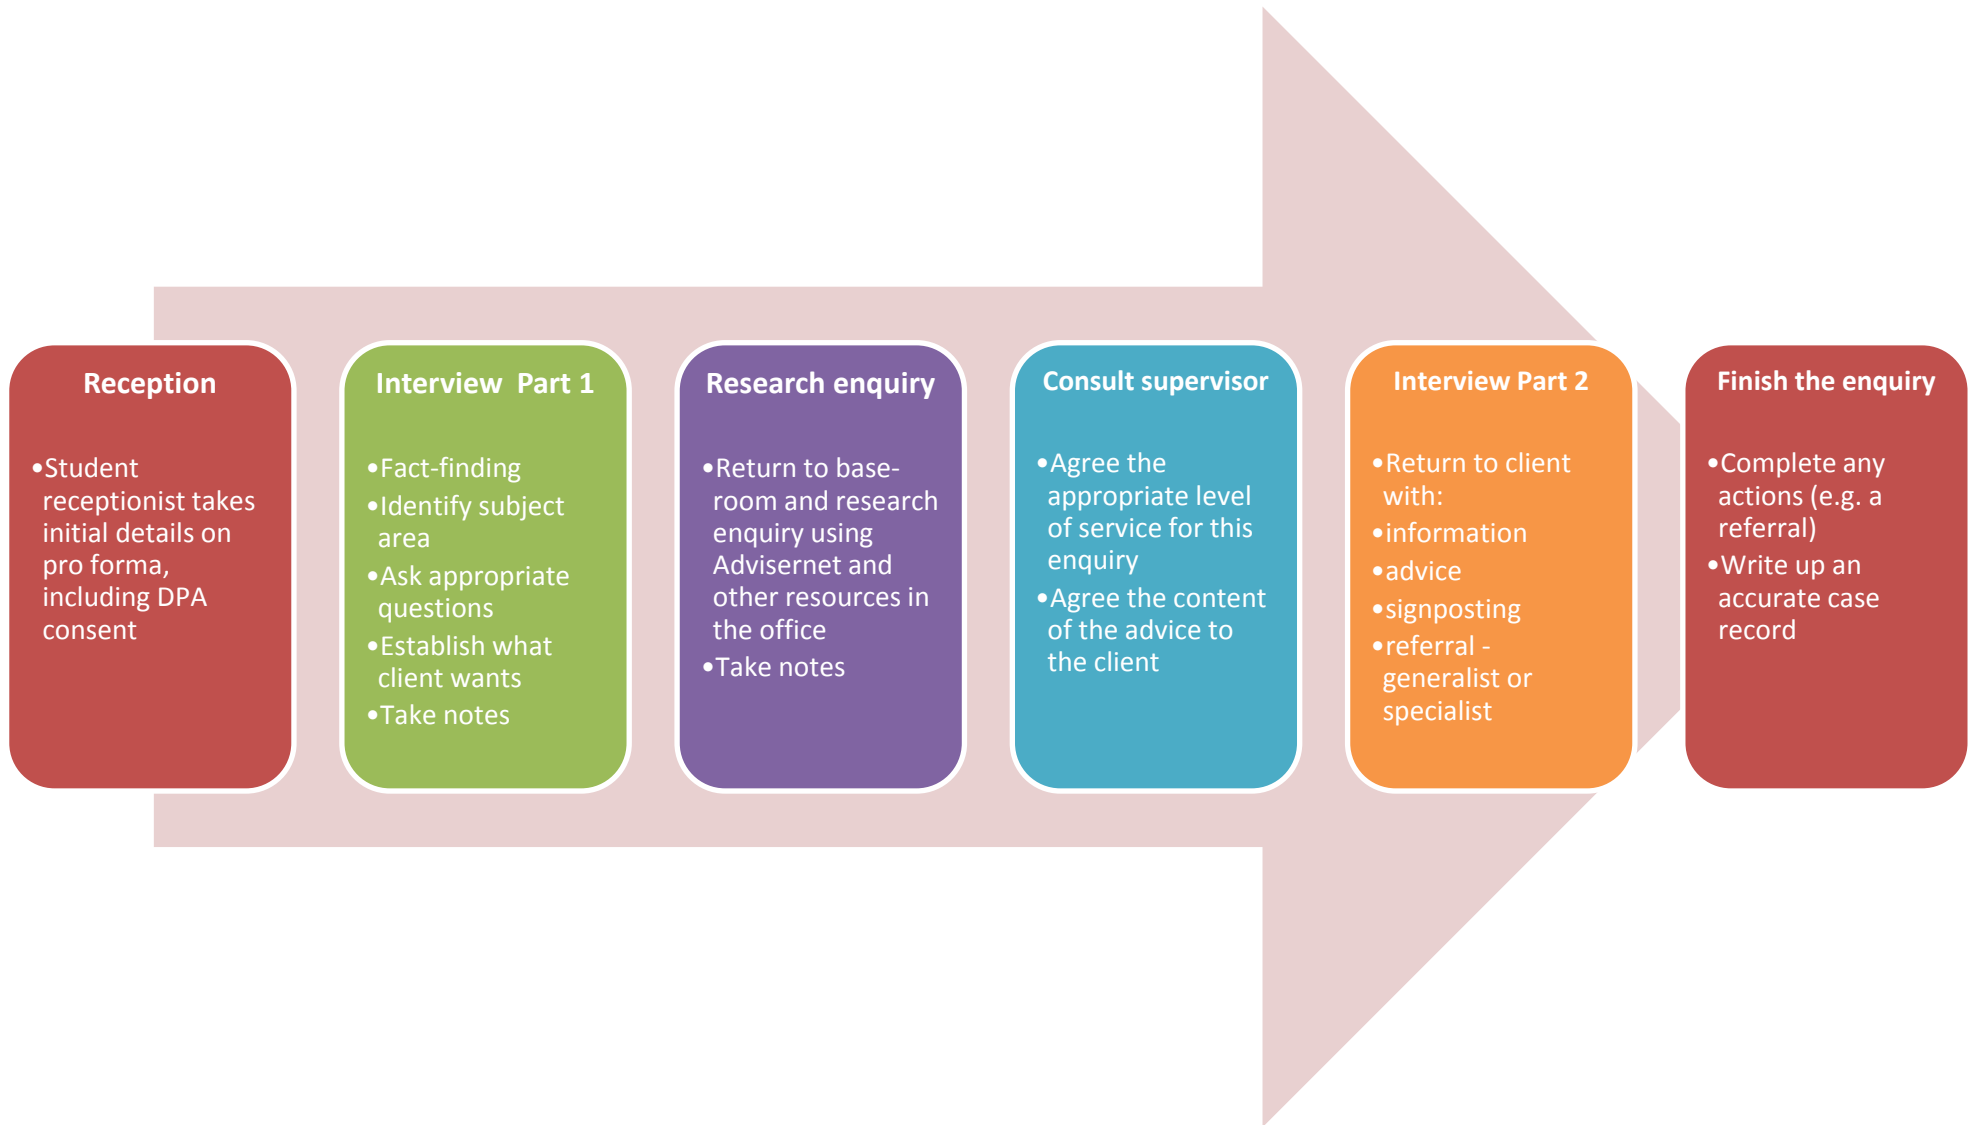 Reception
•Student
receptionist takes
initial details on
pro forma,
including DPA
consent
Interview  Part 1
•Fact-finding
•Identify subject
area
•Ask appropriate
questions
•Establish what
client wants
•Take notes
Research enquiry
•Return to base-
room and research
enquiry using
Advisernet and
other resources in
the office
•Take notes
Consult supervisor
•Agree the
appropriate level
of service for this
enquiry
•Agree the content
of the advice to
the client
Interview Part 2
•Return to client
with:
•information
•advice
•signposting
•referral -
generalist or
specialist
Finish the enquiry
•Complete any
actions (e.g. a
referral)
•Write up an
accurate case
record